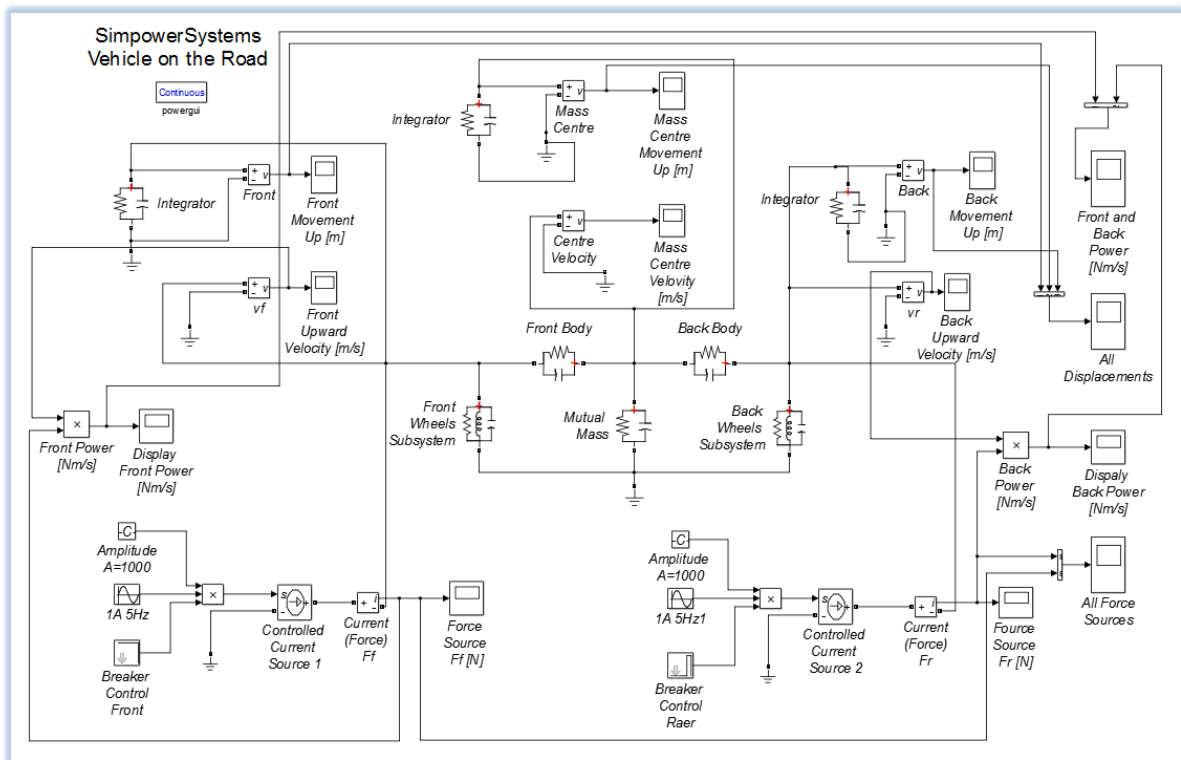 SimpowerSystems
Vehicle on the Road
Continuous
powergui
Integrator
+
-
v
Front
Front
Movement
Up [m]
+
-
v
vf
Front
Upward
Velocity [m/s]
Integrator
+
-
v
Mass
Centre
Mass
Centre
Movement
Up [m]
+
-
v
Centre
Velocity
Mass Centre
Velovity
[m/s]
Integrator
+
-
v
Back
Back
Movement
Up [m]
+
-
v
vr
Back
Upward
Velocity [m/s]
Front and
Back
Power
[Nm/s]
All
Displacements
Front Body
Back Body
Front
Wheels
Subsystem
Mutual
Mass
Back
Wheels
Subsystem
×
Front Power
[Nm/s]
Display
Front Power
[Nm/s]
×
Back
Power
[Nm/s]
Dispaly
Back Power
[Nm/s]
-C
Amplitude
A=1000
1A 5Hz
Breaker
Control
Front
×
s
+
-
Controlled
Current
Source 1
+
i
-
Current
(Force)
Ff
Force
Source
Ff [N]
-C
Amplitude
A=1000
1A 5Hz1
Breaker
Control
Raer
×
s
+
-
Controlled
Current
Source 2
+
i
-
Current
(Force)
Fr
Fource
Source
Fr [N]
All Force
Sources